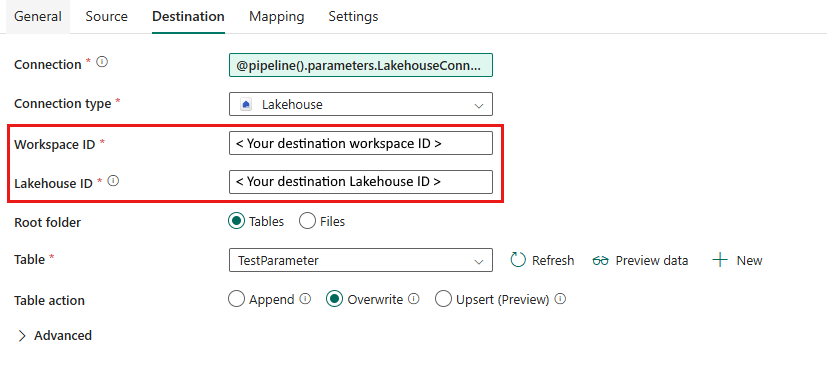 General Source Destination Mapping Settings
Connection *
@pipeline().parameters.LakehouseConn...
Connection type *
Lakehouse
Workspace ID *
< Your destination workspace ID >
Lakehouse ID *
< Your destination Lakehouse ID >
Root folder
Tables Files
Table *
TestParameter
Refresh Preview data New
Table action
Append Overwrite Upsert (Preview)
Advanced